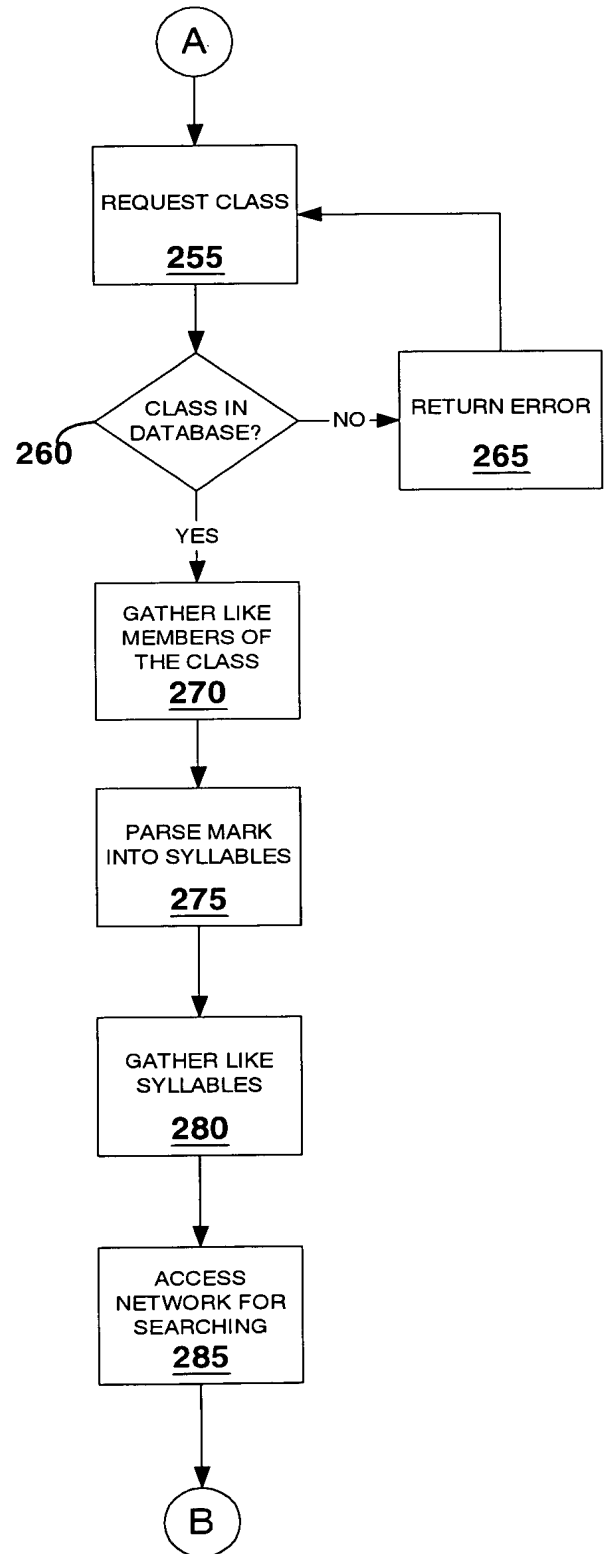 A
REQUEST CLASS
255
CLASS IN
DATABASE?
260
NO
RETURN ERROR
265
YES
GATHER LIKE
MEMBERS OF
THE CLASS
270
PARSE MARK
INTO SYLLABLES
275
GATHER LIKE
SYLLABLES
280
ACCESS
NETWORK FOR
SEARCHING
285
B